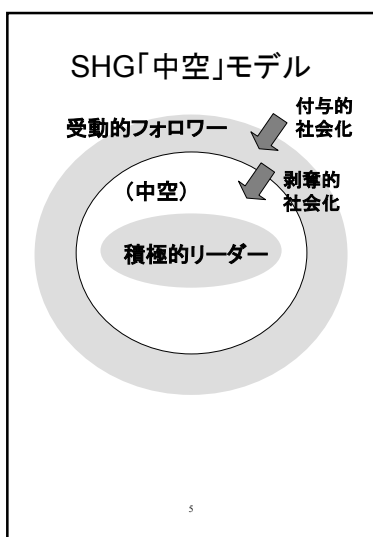 SHG「中空」モデル
付与的
社会化
受動的フォロワー
剥奪的
社会化
（中空）
積極的リーダー
5